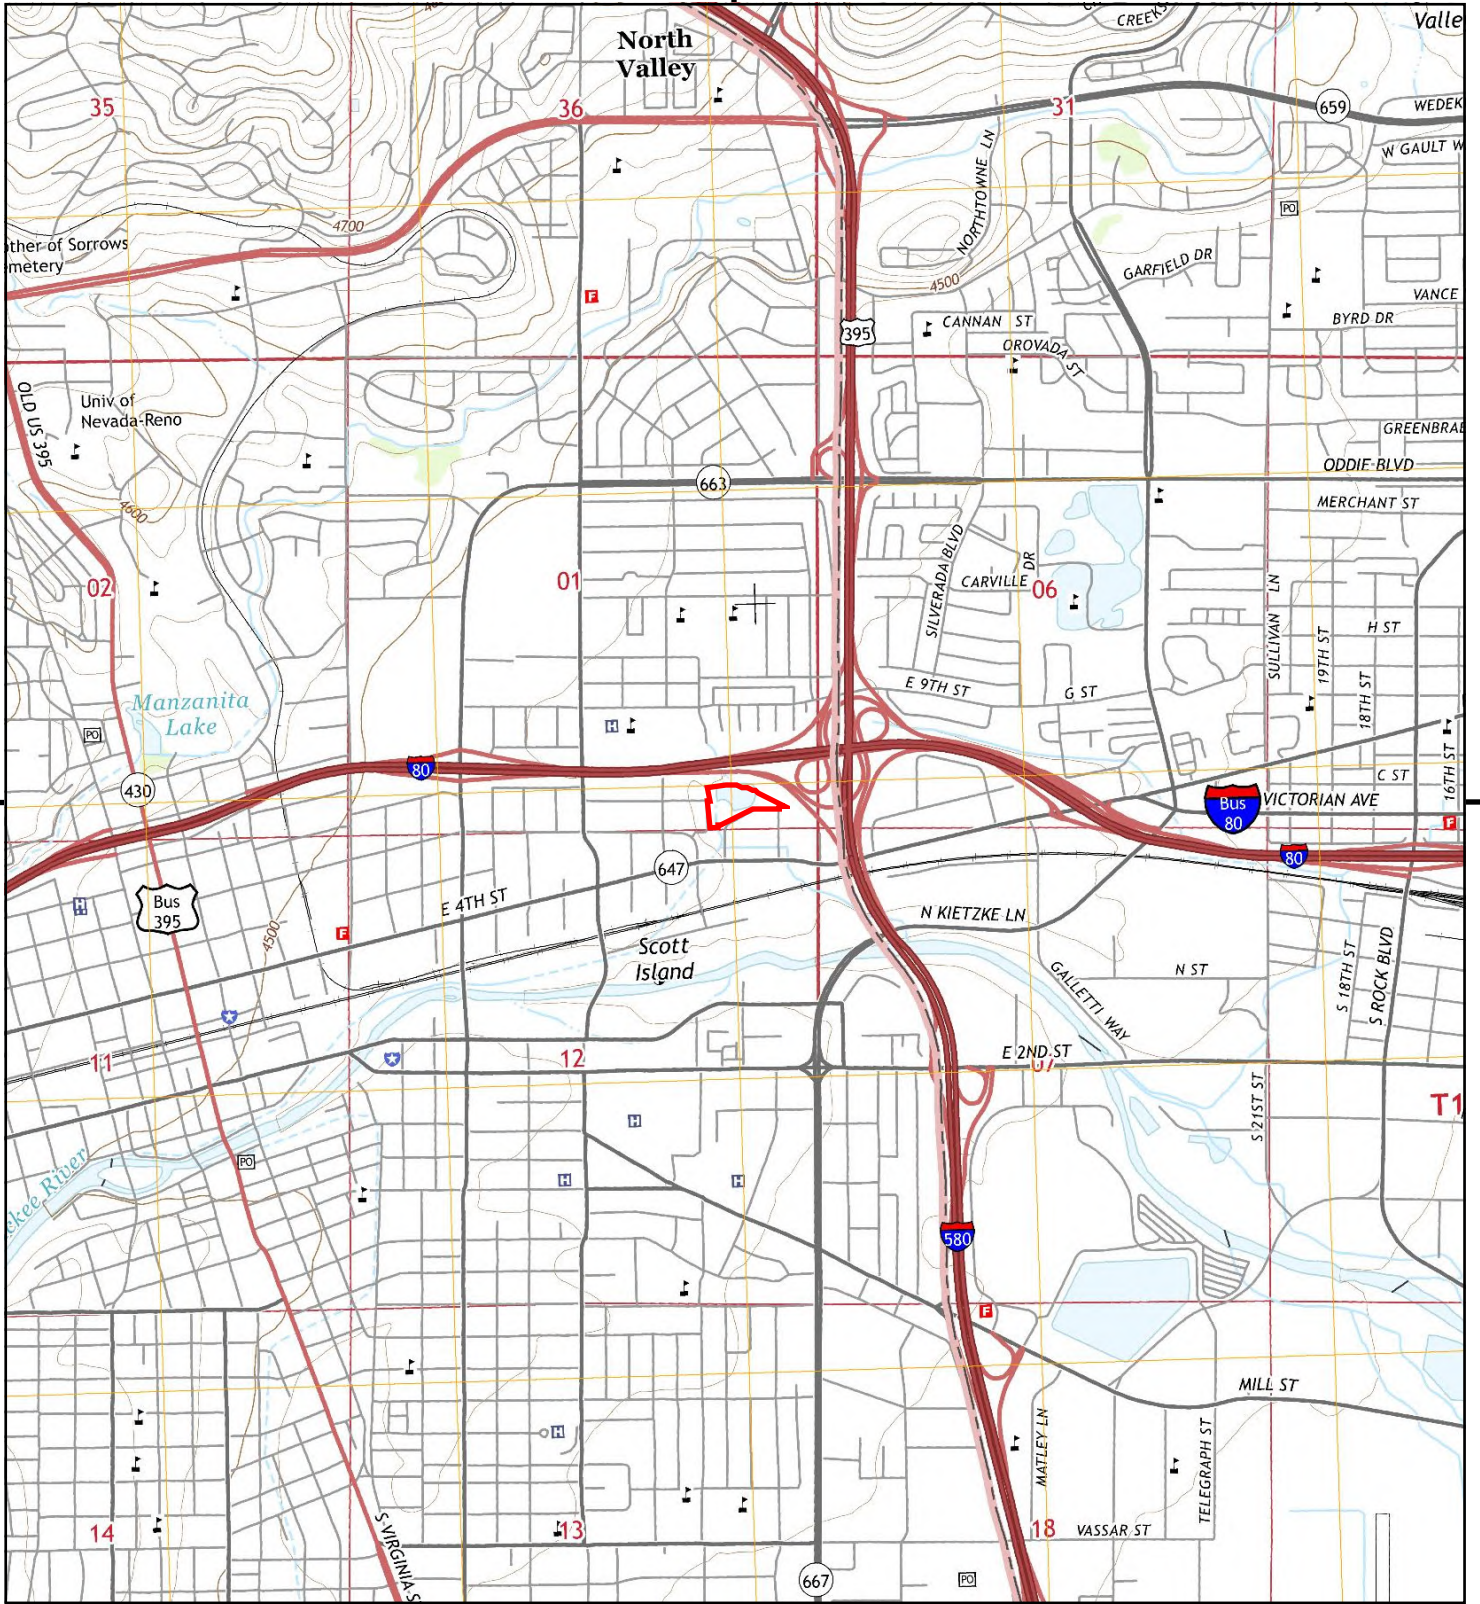 CREEKS
Valle
North
Valley
35
36
31
659
WEDEK
W GAULT W
NORTHTOWNE LN
PO
4700
ther of Sorrows
metery
GARFIELD DR
4500
F
VANCE
BYRD DR
395
CANNAN ST
OROVADA ST
OLD US 395
Univ of
Nevada-Reno
GREENBRAE
ODDIE BLVD
663
MERCHANT ST
4600
SILVERADA BLVD
CARVILLE DR
02
01
06
SULLIVAN LN
19TH ST
H ST
18TH ST
E 9TH ST
G ST
Manzanita
Lake
H
PO
80
C ST
16TH ST
430
Bus
80
VICTORIAN AVE
F
80
647
Bus
395
H
E 4TH ST
N KIETZKE LN
F
4500
Scott
Island
N ST
GALLETTI WAY
S 18TH ST
S ROCK BLVD
11
12
E 2ND ST
07
S 21ST ST
T1
H
ckee River
PO
H
H
580
F
MILL ST
H
MATLEY LN
TELEGRAPH ST
14
S VIRGINIA S
13
18
VASSAR ST
667
PO